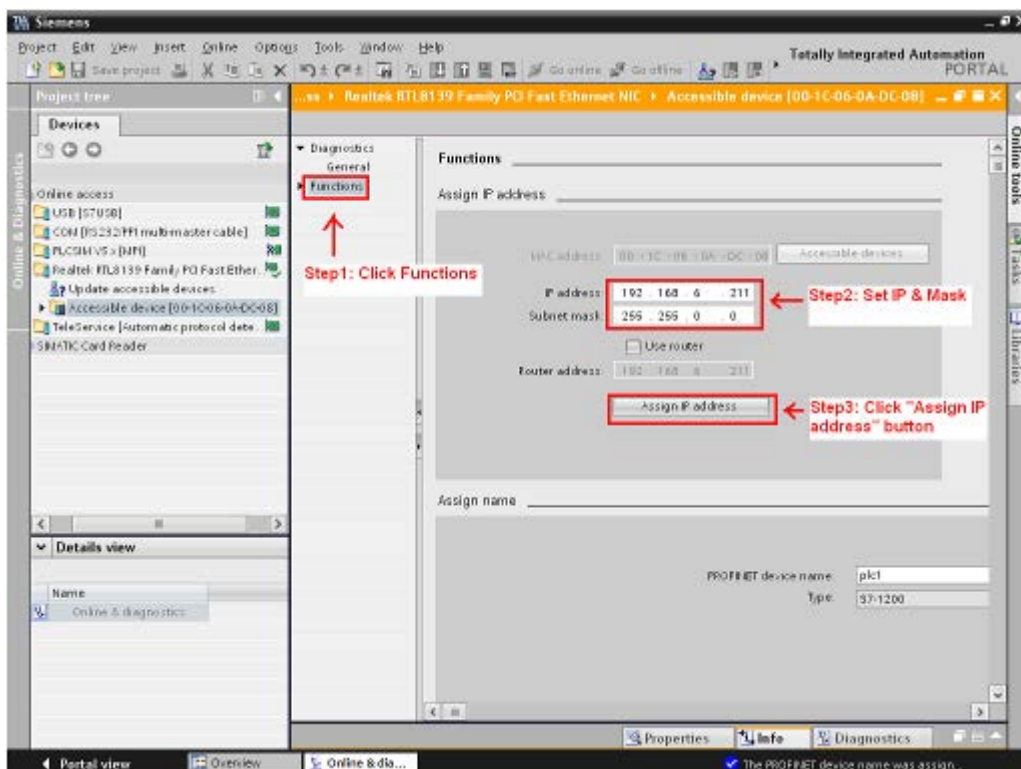 Siemens
Project Edit View Insert Online Options Tools Window Help
Save project
Go online
Go offline
Totally Integrated Automation
PORTAL
Project tree
...ss Realtek RTL8139 Family PCI Fast Ethernet NIC Accessible device [00-1C-06-0A-DC-08]
Devices
Online & Diagnostics
Online access
USB [S7USB]
COM [RS232/PPI multi-master cable]
PLCSIM V5.x [MPI]
Realtek RTL8139 Family PCI Fast Ether.
Update accessible devices
Accessible device [00-1C-06-0A-DC-08]
TeleService [Automatic protocol dete.
SIMATIC Card Reader
Details view
Name
Online & diagnostics
Diagnostics
General
Functions
Step1: Click Functions
Functions
Assign IP address
MAC address: 00 -1C -06 -0A -DC -08
Accessible devices
IP address: 192 . 168 . 6 . 211
Subnet mask: 255 . 255 . 0 . 0
Step2: Set IP & Mask
Use router
Router address: 192 . 168 . 6 . 211
Assign IP address
Step3: Click "Assign IP
address" button
Assign name
PROFINET device name: plc1
Type: S7-1200
Online tools
Tasks
Libraries
Properties
Info
Diagnostics
Portal view
Overview
Online & dia...
The PROFINET device name was assign..